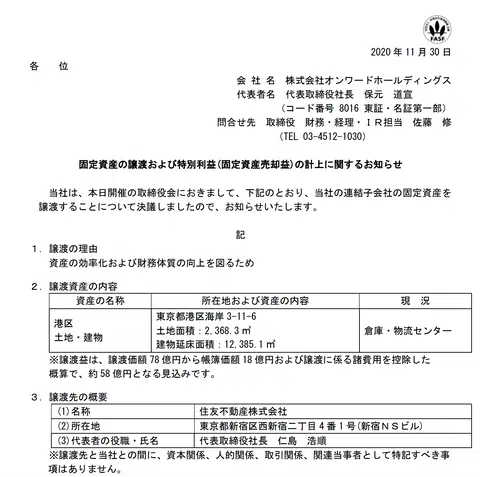 FASF
2020 年 11 月 30 日
各　位
会 社 名　株式会社オンワードホールディングス
代表者名　代表取締役社長　保元　道宣
(コード番号 8016 東証・名証第一部)
問合せ先　取締役　財務・経理・ＩＲ担当　佐藤　修
(TEL 03-4512-1030)
固定資産の譲渡および特別利益(固定資産売却益)の計上に関するお知らせ
当社は、本日開催の取締役会におきまして、下記のとおり、当社の連結子会社の固定資産を
譲渡することについて決議しましたので、お知らせいたします。
記
１．譲渡の理由
資産の効率化および財務体質の向上を図るため
２．譲渡資産の内容
資産の名称　所在地および資産の内容　現　況
港区
土地・建物
東京都港区海岸 3-11-6
土地面積：2,368.3 ㎡
建物延床面積：12,385.1 ㎡
倉庫・物流センター
※譲渡益は、譲渡価額 78 億円から帳簿価額 18 億円および譲渡に係る諸費用を控除した
概算で、約 58 億円となる見込みです。
３．譲渡先の概要
(1) 名称　住友不動産株式会社
(2) 所在地　東京都新宿区西新宿二丁目 4 番 1 号(新宿ＮＳビル)
(3) 代表者の役職・氏名　代表取締役社長　仁島　浩順
※譲渡先と当社との間に、資本関係、人的関係、取引関係、関連当事者として特記すべき事
項はありません。